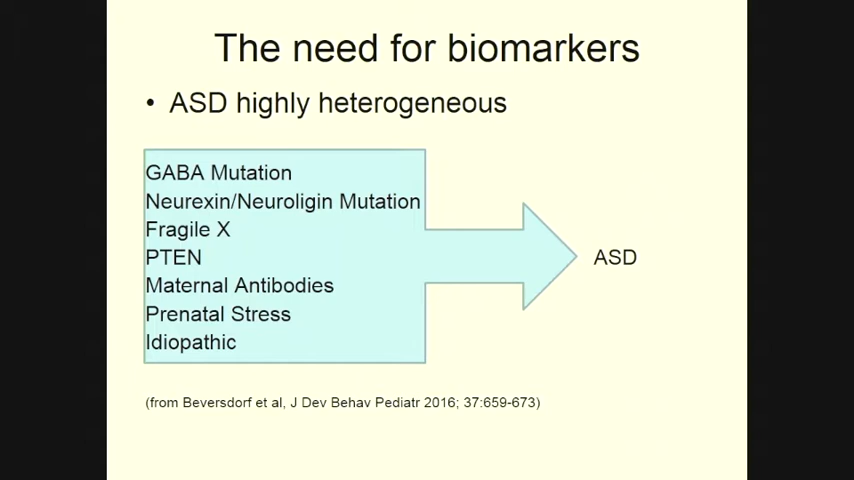 The need for biomarkers
• ASD highly heterogeneous
GABA Mutation
Neurexin/Neuroligin Mutation
Fragile X
PTEN
Maternal Antibodies
Prenatal Stress
Idiopathic
ASD
(from Beversdorf et al, J Dev Behav Pediatr 2016; 37:659-673)